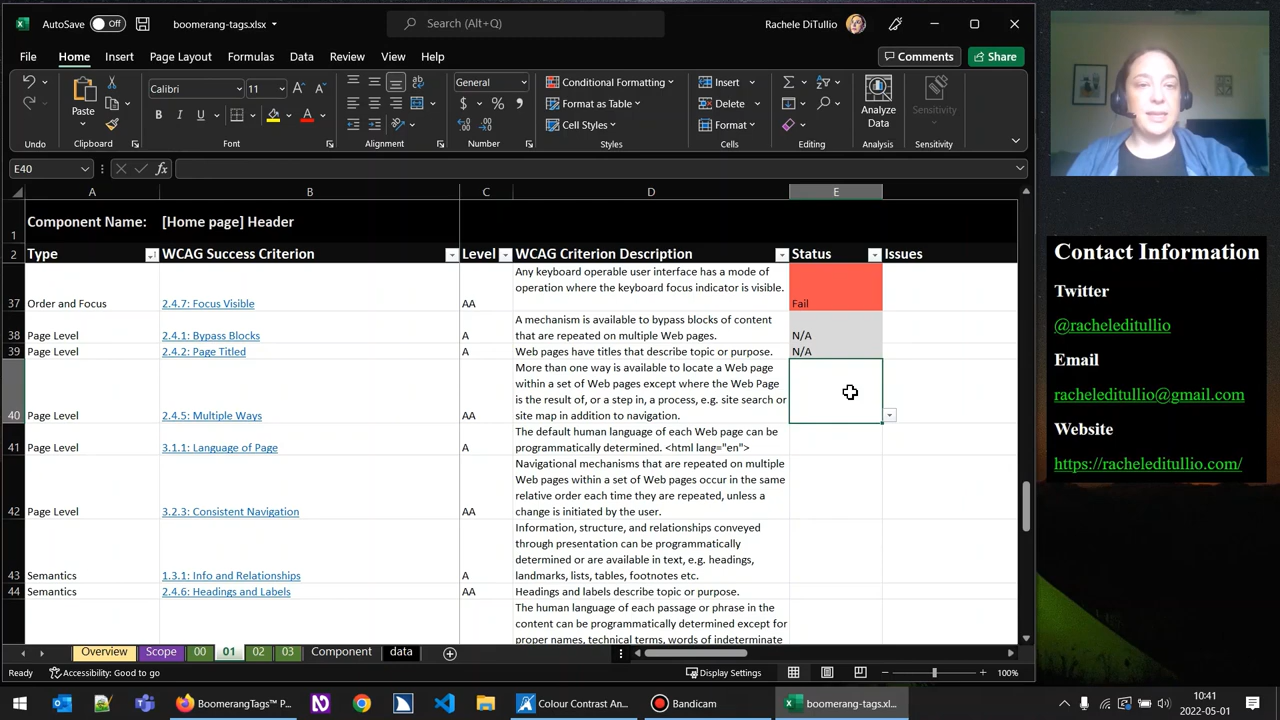 AutoSave Off boomerang-tags.xlsx Search (Alt+Q) Rachele DiTullio
File Home Insert Page Layout Formulas Data Review View Help Comments Share
Paste Calibri 11 B I U A A A ab General $ % 9 Conditional Formatting Format as Table Cell Styles Insert Delete Format Analyze Data Sensitivity
Undo Clipboard Font Alignment Number Styles Cells Editing Analysis Sensitivity
E40 fx
A B C D E
1 Component Name: [Home page] Header
2 Type WCAG Success Criterion Level WCAG Criterion Description Status Issues
Any keyboard operable user interface has a mode of
operation where the keyboard focus indicator is visible.
37 Order and Focus 2.4.7: Focus Visible AA Fail
A mechanism is available to bypass blocks of content
38 Page Level 2.4.1: Bypass Blocks A that are repeated on multiple Web pages. N/A
39 Page Level 2.4.2: Page Titled A Web pages have titles that describe topic or purpose. N/A
More than one way is available to locate a Web page
within a set of Web pages except where the Web Page
is the result of, or a step in, a process, e.g. site search or
40 Page Level 2.4.5: Multiple Ways AA site map in addition to navigation.
The default human language of each Web page can be
41 Page Level 3.1.1: Language of Page A programmatically determined. <html lang="en">
Navigational mechanisms that are repeated on multiple
Web pages within a set of Web pages occur in the same
relative order each time they are repeated, unless a
42 Page Level 3.2.3: Consistent Navigation AA change is initiated by the user.
Information, structure, and relationships conveyed
through presentation can be programmatically
determined or are available in text, e.g. headings,
43 Semantics 1.3.1: Info and Relationships A landmarks, lists, tables, footnotes etc.
44 Semantics 2.4.6: Headings and Labels AA Headings and labels describe topic or purpose.
The human language of each passage or phrase in the
content can be programmatically determined except for
proper names, technical terms, words of indeterminate
Overview Scope 00 01 02 03 Component data
Ready Accessibility: Good to go Display Settings 100%
BoomerangTags™ P... Colour Contrast An... Bandicam boomerang-tags.xl... 10:41
2022-05-01
Contact Information
Twitter
@racheleditullio
Email
racheleditullio@gmail.com
Website
https://racheleditullio.com/